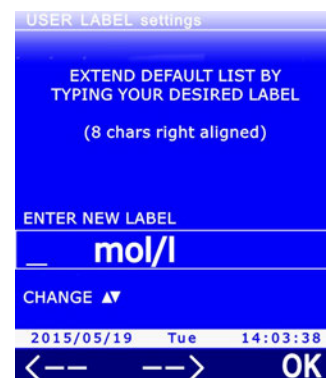 USER LABEL settings
EXTEND DEFAULT LIST BY
TYPING YOUR DESIRED LABEL
(8 chars right aligned)
ENTER NEW LABEL
_ mol/l
CHANGE ▲▼
2015/05/19 Tue 14:03:38
<-- --> OK